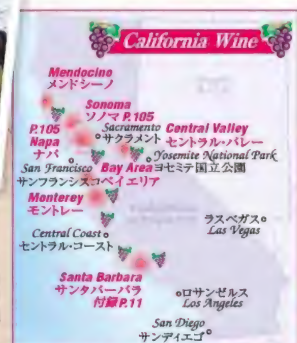 California Wine
Mendocino
メンドシーノ
Sonoma
ソノマ P.105
P.105
Napa
ナパ
Sacramento
サクラメント
Central Valley
セントラル・バレー
Yosemite National Park
ヨセミテ国立公園
San Francisco
サンフランシスコ
Bay Area
ベイエリア
Monterey
モントレー
ラスベガス
Las Vegas
Central Coast
セントラル・コースト
Santa Barbara
サンタバーバラ
付録P.11
ロサンゼルス
Los Angeles
San Diego
サンディエゴ